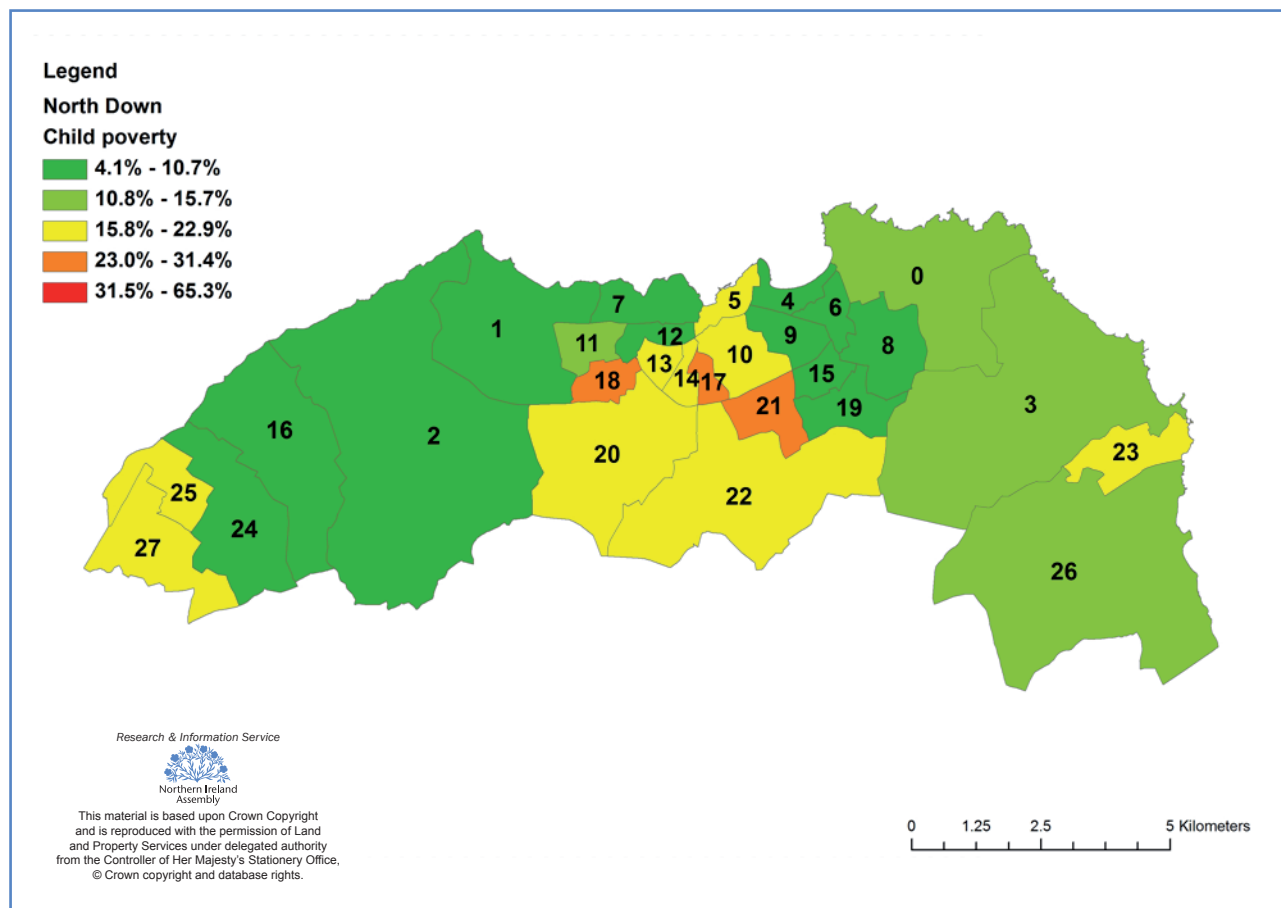 Legend
North Down
Child poverty
4.1% - 10.7%
10.8% - 15.7%
15.8% - 22.9%
23.0% - 31.4%
31.5% - 65.3%
0
7
5
4
6
1
12
11
9
8
10
13
18
14
17
15
21
19
3
16
2
20
23
25
22
24
27
26
Research & Information Service
Northern Ireland
Assembly
This material is based upon Crown Copyright
and is reproduced with the permission of Land
and Property Services under delegated authority
from the Controller of Her Majesty's Stationery Office,
© Crown copyright and database rights.
0 1.25 2.5 5 Kilometers